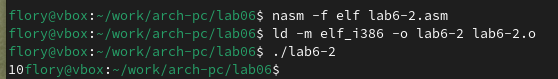 flory@vbox:~/work/arch-pc/lab06$ nasm -f elf lab6-2.asm
flory@vbox:~/work/arch-pc/lab06$ ld -m elf_i386 -o lab6-2 lab6-2.o
flory@vbox:~/work/arch-pc/lab06$ ./lab6-2
10flory@vbox:~/work/arch-pc/lab06$